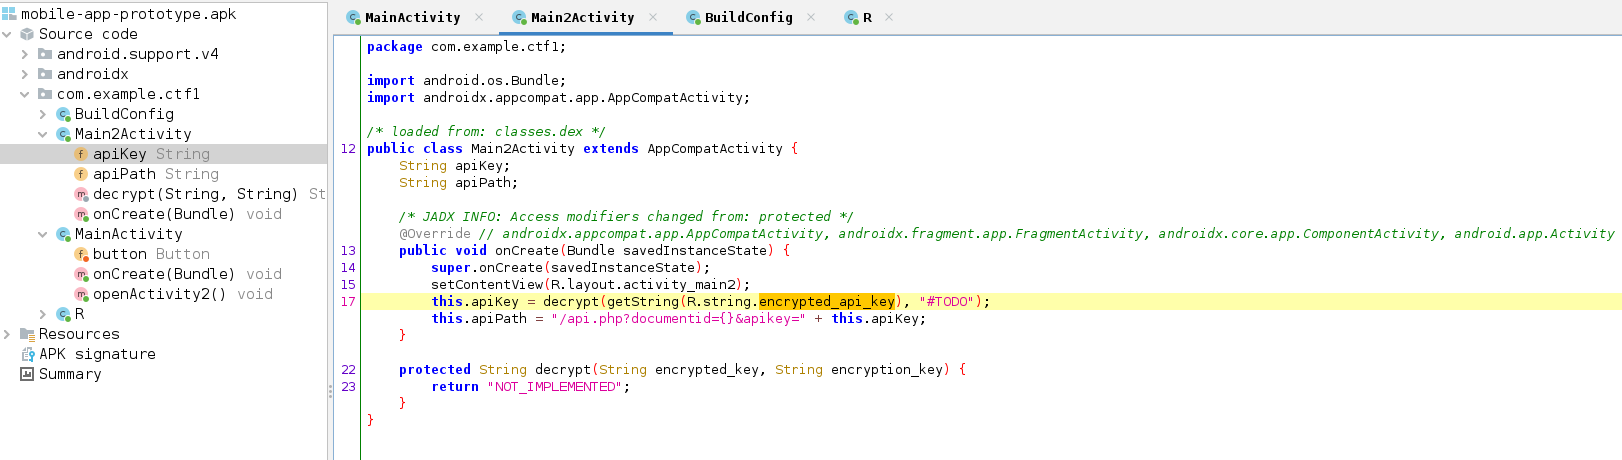 mobile-app-prototype.apk
Source code
android.support.v4
androidx
com.example.ctf1
BuildConfig
Main2Activity
apiKey String
apiPath String
decrypt(String, String) St
onCreate(Bundle) void
MainActivity
button Button
onCreate(Bundle) void
openActivity2() void
R
Resources
APK signature
Summary
MainActivity
Main2Activity
BuildConfig
R
package com.example.ctf1;
import android.os.Bundle;
import androidx.appcompat.app.AppCompatActivity;
/* loaded from: classes.dex */
12 public class Main2Activity extends AppCompatActivity {
String apiKey;
String apiPath;
/* JADX INFO: Access modifiers changed from: protected */
@Override // androidx.appcompat.app.AppCompatActivity, androidx.fragment.app.FragmentActivity, androidx.core.app.ComponentActivity, android.app.Activity
13 public void onCreate(Bundle savedInstanceState) {
14 super.onCreate(savedInstanceState);
15 setContentView(R.layout.activity_main2);
17 this.apiKey = decrypt(getString(R.string.encrypted_api_key), "#TODO");
this.apiPath = "/api.php?documentid={}&apikey=" + this.apiKey;
}
22 protected String decrypt(String encrypted_key, String encryption_key) {
23 return "NOT_IMPLEMENTED";
}
}